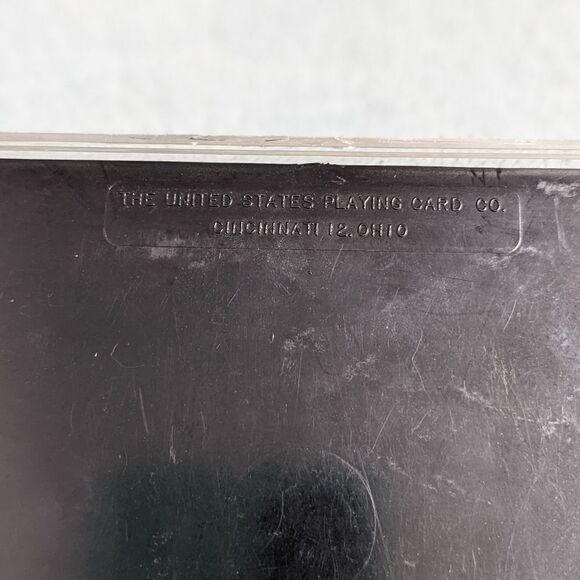 THE UNITED STATES PLAYING CARD CO.
CINCINNATI 12, OHIO